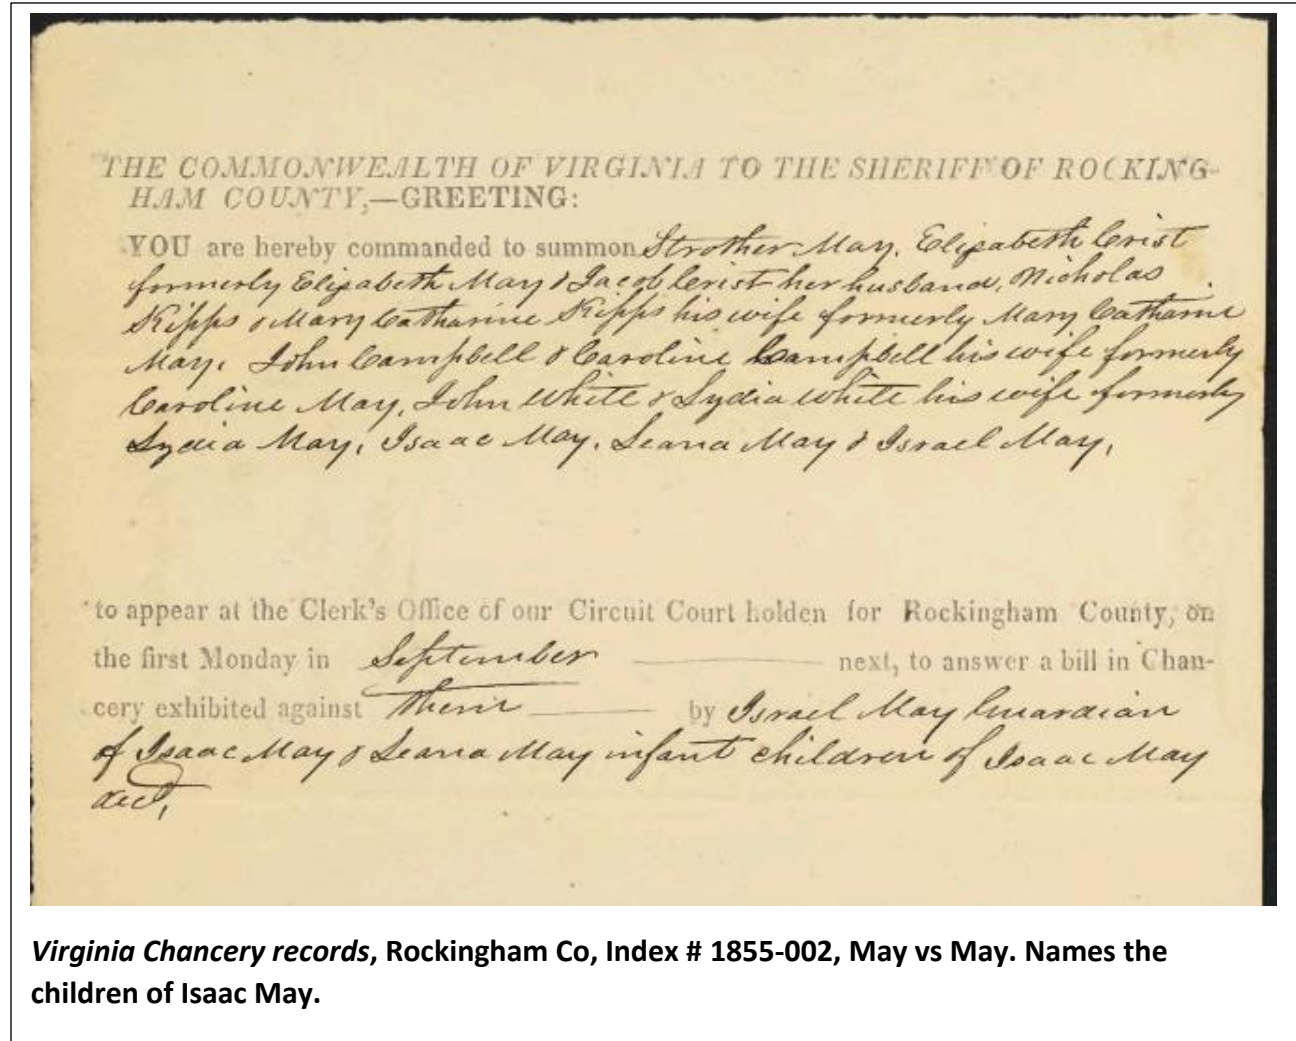 THE COMMONWEALTH OF VIRGINIA TO THE SHERIFF OF ROCKING-
HAM COUNTY,—GREETING:
YOU are hereby commanded to summon Strother May, Elizabeth Crist
formerly Elizabeth May & Jacob Crist her husband, Nicholas
Kipps & Mary Catharine Kipps his wife formerly Mary Catharine
May, John Campbell & Caroline Campbell his wife formerly
Caroline May, John White & Lydia White his wife formerly
Lydia May, Isaac May, Leana May & Israel May,
to appear at the Clerk's Office of our Circuit Court holden for Rockingham County, on
the first Monday in September next, to answer a bill in Chan-
cery exhibited against them by Israel May Guardian
of Isaac May & Leana May infant children of Isaac May
decd,
Virginia Chancery records, Rockingham Co, Index # 1855-002, May vs May. Names the
children of Isaac May.